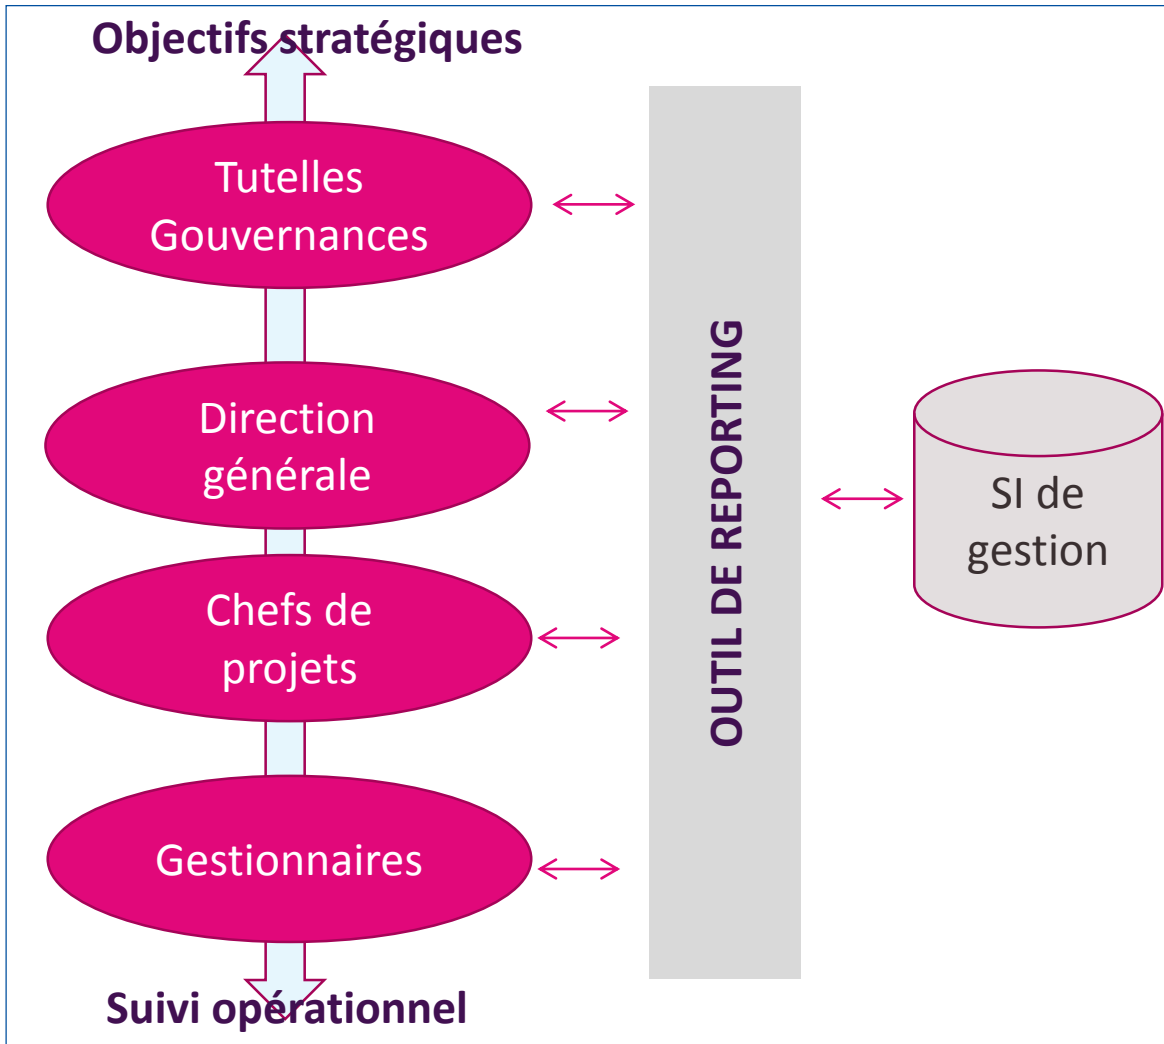 Objectifs stratégiques
Tutelles
Gouvernances
Direction
générale
Chefs de
projets
Gestionnaires
Suivi opérationnel
OUTIL DE REPORTING
SI de
gestion